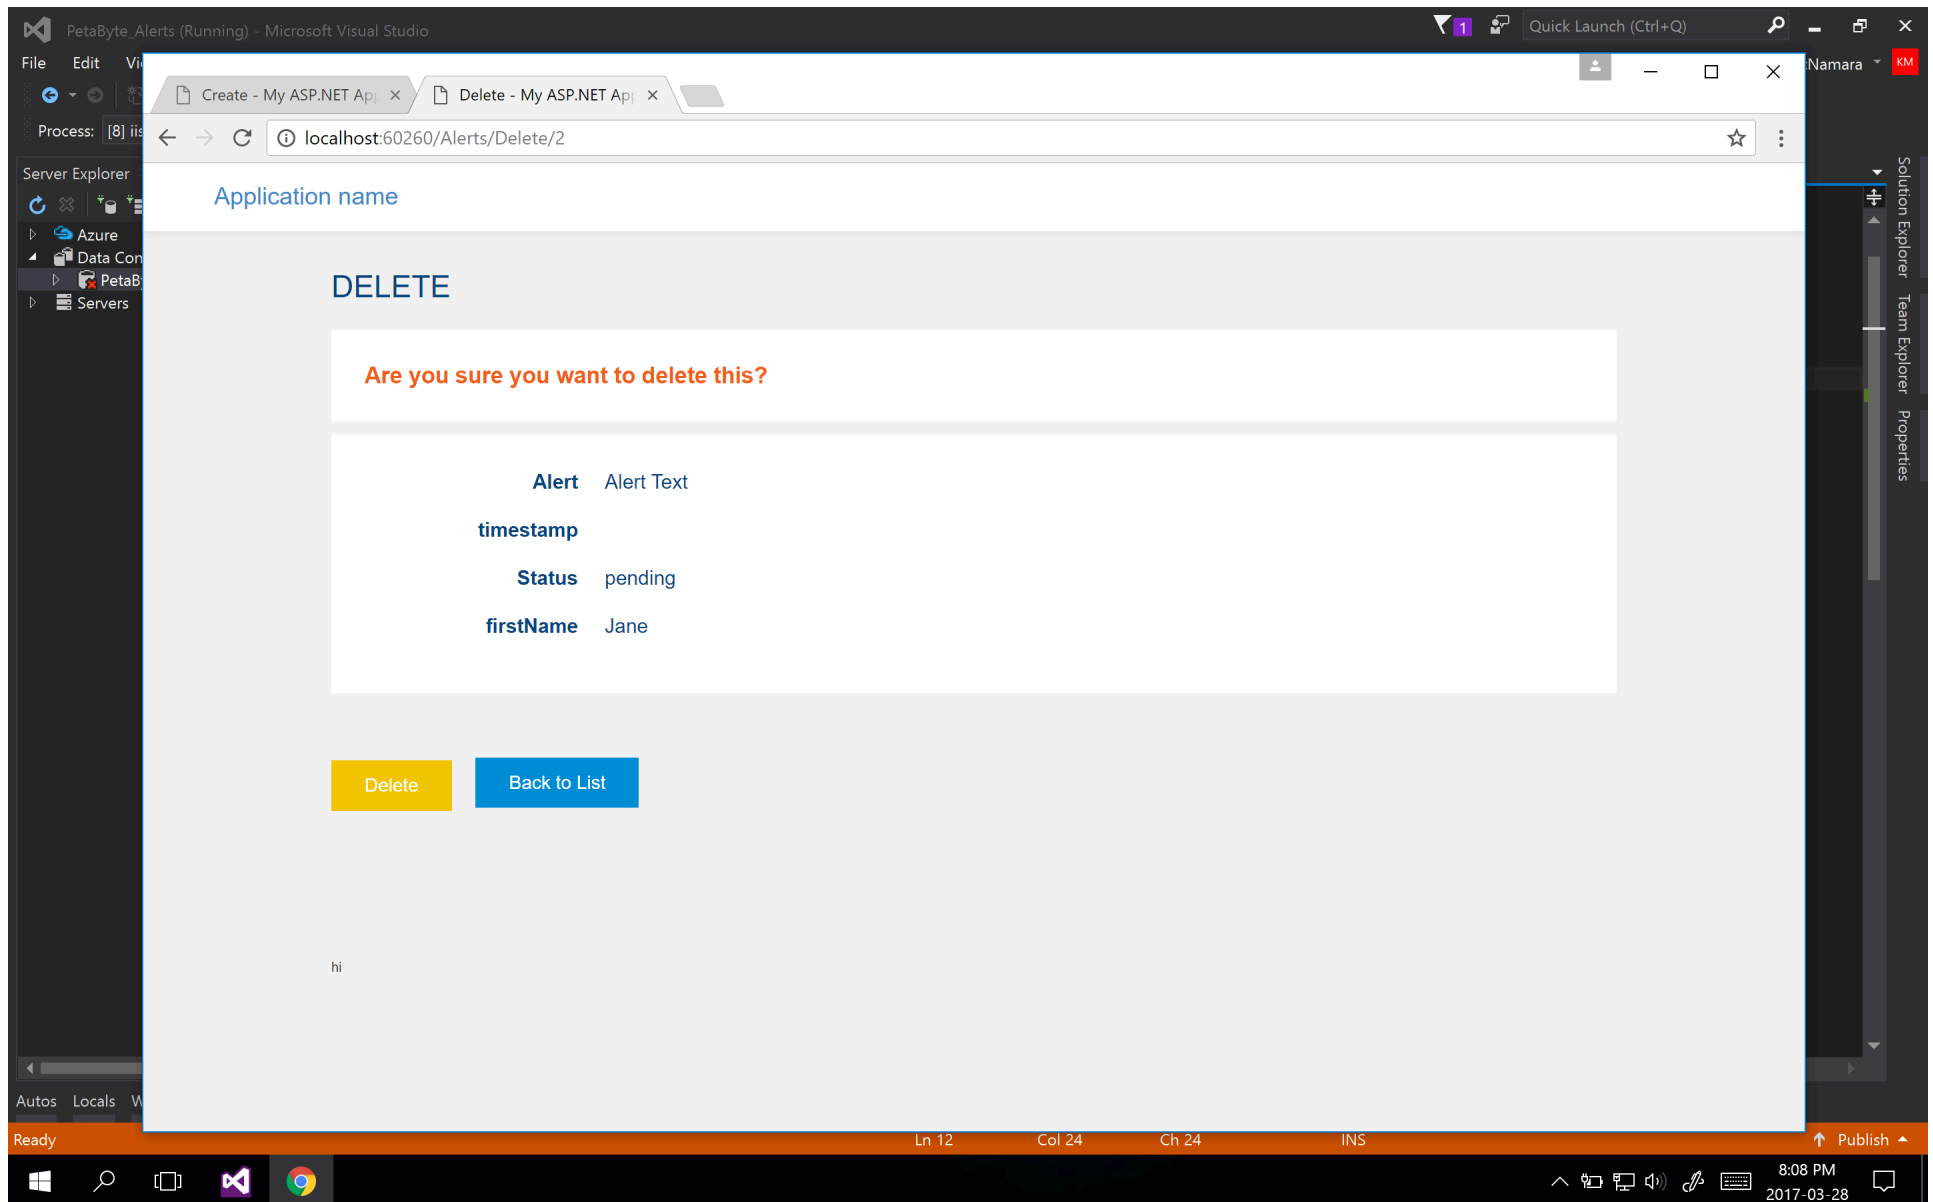 PetaByte_Alerts (Running) - Microsoft Visual Studio
1
Quick Launch (Ctrl+Q)
File Edit
KM
Create - My ASP.NET Ap
Delete - My ASP.NET Ap
Process: [8] iis
localhost:60260/Alerts/Delete/2
Server Explorer
Application name
Azure
Data Con
PetaB
Servers
Solution Explorer
Team Explorer
Properties
DELETE
Are you sure you want to delete this?
Alert Alert Text
timestamp
Status pending
firstName Jane
Delete
Back to List
hi
Autos Locals W
Ready
Ln 12 Col 24 Ch 24 INS
Publish
8:08 PM
2017-03-28